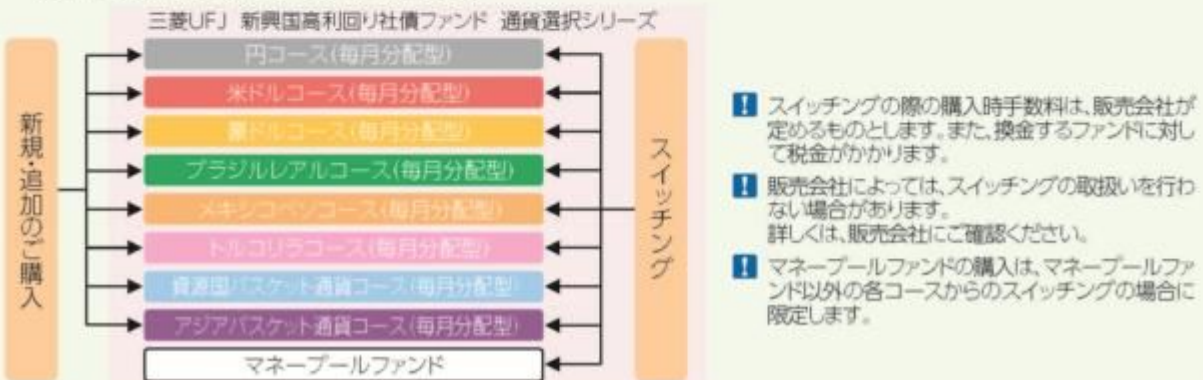 三菱UFJ 新興国高利回り社債ファンド 通貨選択シリーズ
新規・追加のご購入
円コース(毎月分配型)
米ドルコース(毎月分配型)
豪ドルコース(毎月分配型)
ブラジルレアルコース(毎月分配型)
メキシコペソコース(毎月分配型)
トルコリラコース(毎月分配型)
資源国バスケット通貨コース(毎月分配型)
アジアバスケット通貨コース(毎月分配型)
マネープールファンド
スイッチング
! スイッチングの際の購入時手数料は、販売会社が
定めるものとします。また、換金するファンドに対し
て税金がかかります。
! 販売会社によっては、スイッチングの取扱いを行わ
ない場合があります。
詳しくは、販売会社にご確認ください。
! マネープールファンドの購入は、マネープールファ
ンド以外の各コースからのスイッチングの場合に
限定します。